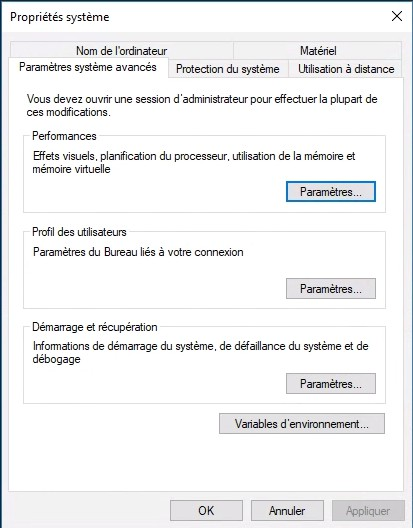 Propriétés système
Nom de l'ordinateur
Matériel
Paramètres système avancés
Protection du système
Utilisation à distance
Vous devez ouvrir une session d'administrateur pour effectuer la plupart de
ces modifications.
Performances
Effets visuels, planification du processeur, utilisation de la mémoire et
mémoire virtuelle
Paramètres...
Profil des utilisateurs
Paramètres du Bureau liés à votre connexion
Paramètres...
Démarrage et récupération
Informations de démarrage du système, de défaillance du système et de
débogage
Paramètres...
Variables d'environnement...
OK
Annuler
Appliquer